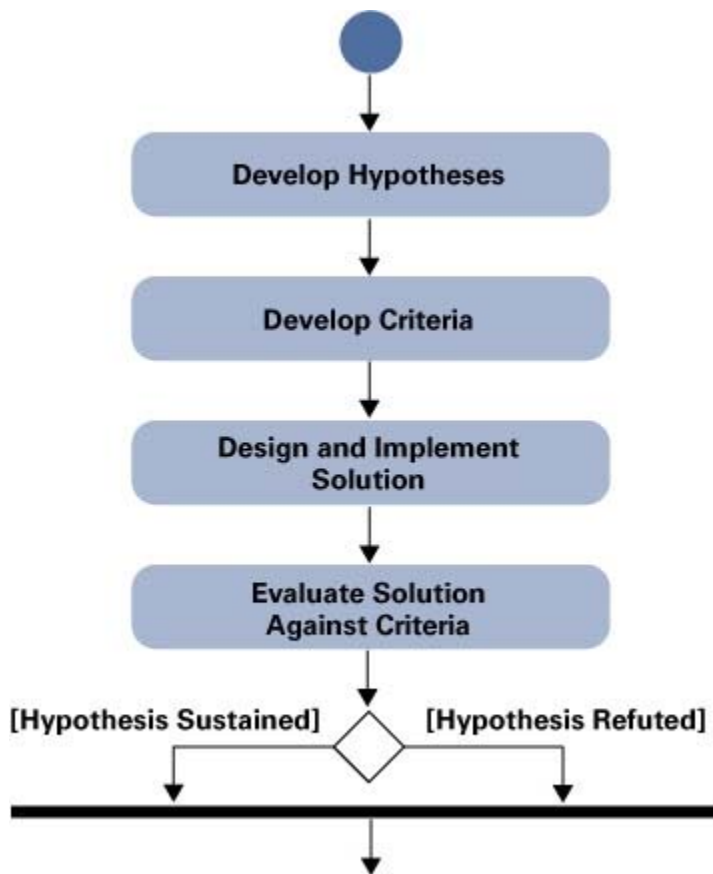 Develop Hypotheses
Develop Criteria
Design and Implement
Solution
Evaluate Solution
Against Criteria
[Hypothesis Sustained]
[Hypothesis Refuted]